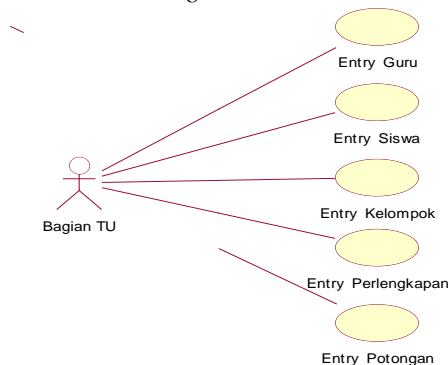 g
Entry Guru
Entry Siswa
Entry Kelompok
Bagian TU
Entry Perlengkapan
Entry Potongan